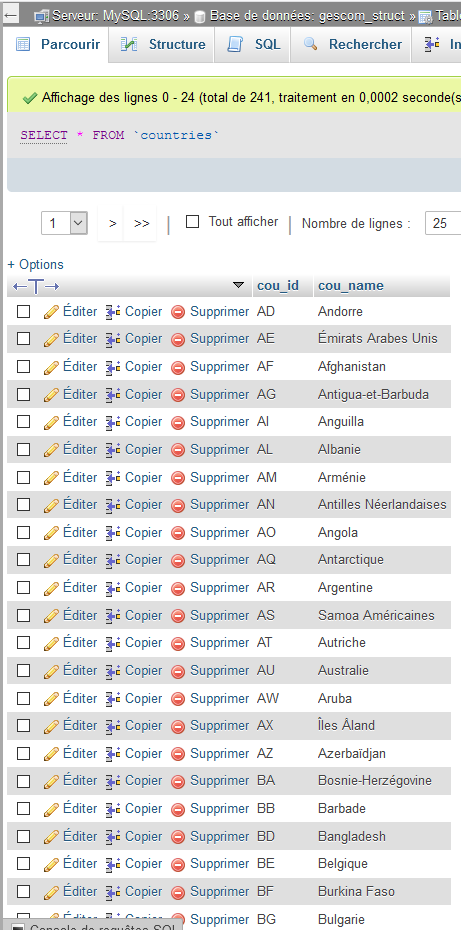 Serveur: MySQL:3306 » Base de données: gescom_struct » Table
Parcourir Structure SQL Rechercher In
Affichage des lignes 0 - 24 (total de 241, traitement en 0,0002 seconde(s
SELECT * FROM `countries`
1 > >> | Tout afficher | Nombre de lignes : 25
+ Options
←T→ cou_id cou_name
Éditer Copier Supprimer AD Andorre
Éditer Copier Supprimer AE Émirats Arabes Unis
Éditer Copier Supprimer AF Afghanistan
Éditer Copier Supprimer AG Antigua-et-Barbuda
Éditer Copier Supprimer AI Anguilla
Éditer Copier Supprimer AL Albanie
Éditer Copier Supprimer AM Arménie
Éditer Copier Supprimer AN Antilles Néerlandaises
Éditer Copier Supprimer AO Angola
Éditer Copier Supprimer AQ Antarctique
Éditer Copier Supprimer AR Argentine
Éditer Copier Supprimer AS Samoa Américaines
Éditer Copier Supprimer AT Autriche
Éditer Copier Supprimer AU Australie
Éditer Copier Supprimer AW Aruba
Éditer Copier Supprimer AX Îles Åland
Éditer Copier Supprimer AZ Azerbaïdjan
Éditer Copier Supprimer BA Bosnie-Herzégovine
Éditer Copier Supprimer BB Barbade
Éditer Copier Supprimer BD Bangladesh
Éditer Copier Supprimer BE Belgique
Éditer Copier Supprimer BF Burkina Faso
Éditer Copier Supprimer BG Bulgarie
Console de requêtes SQL